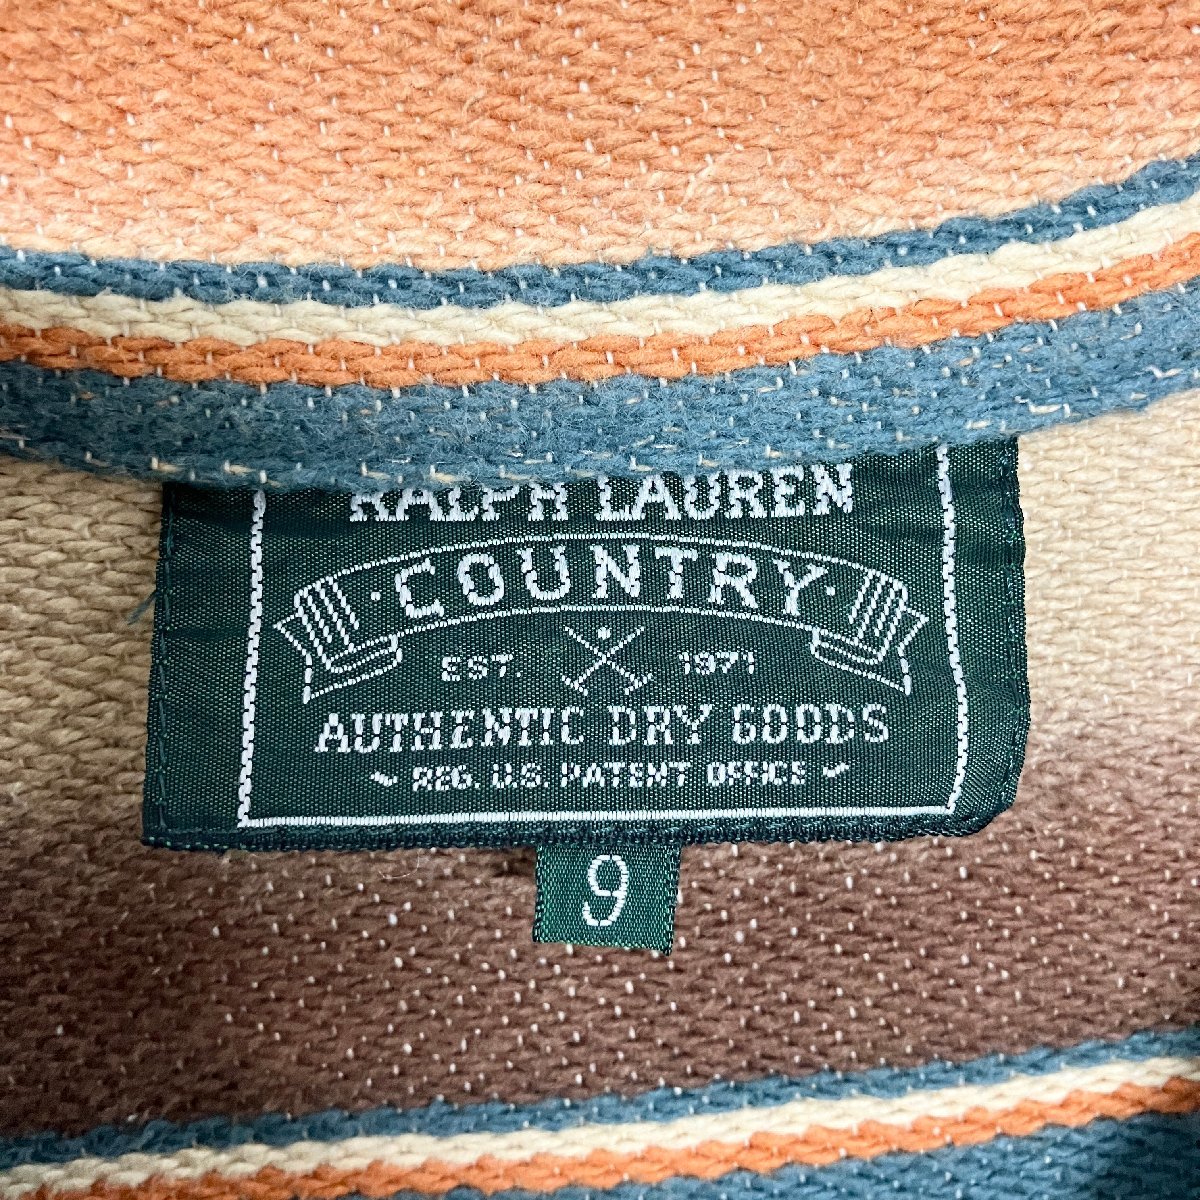 RALPH LAUREN
· COUNTRY ·
EST. 1971
AUTHENTIC DRY GOODS
REG. U.S. PATENT OFFICE
9